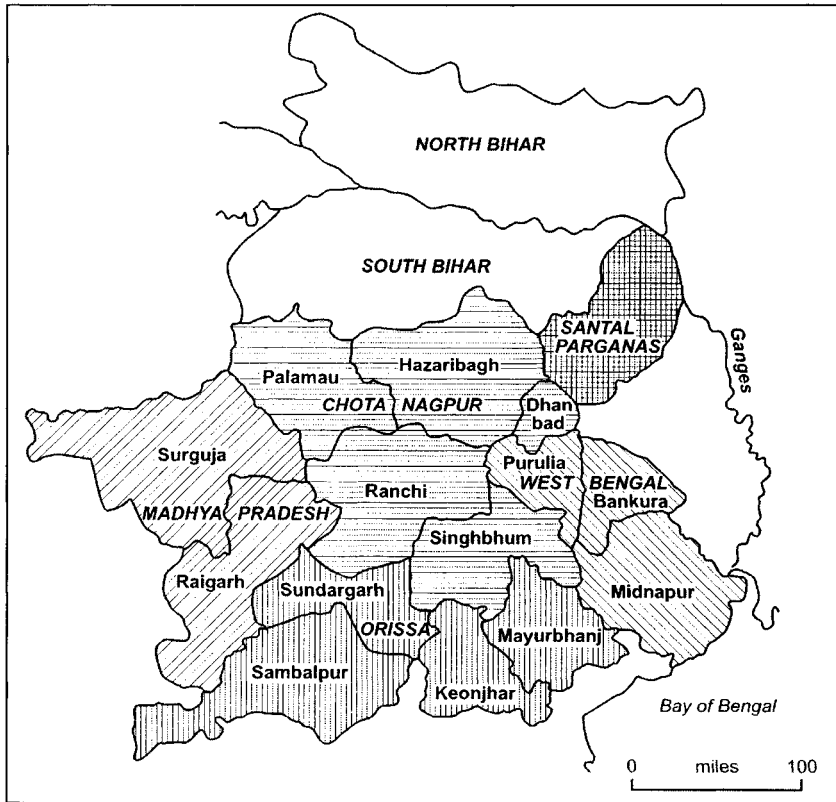 NORTH BIHAR
SOUTH BIHAR
SANTAL
PARGANAS
Ganges
Hazaribagh
Palamau
CHOTA NAGPUR
Dhan
bad
Surguja
Purulia
WEST BENGAL
Bankura
Ranchi
MADHYA PRADESH
Singhbhum
Raigarh
Sundargarh
Midnapur
ORISSA
Mayurbhanj
Sambalpur
Keonjhar
Bay of Bengal
0 miles 100